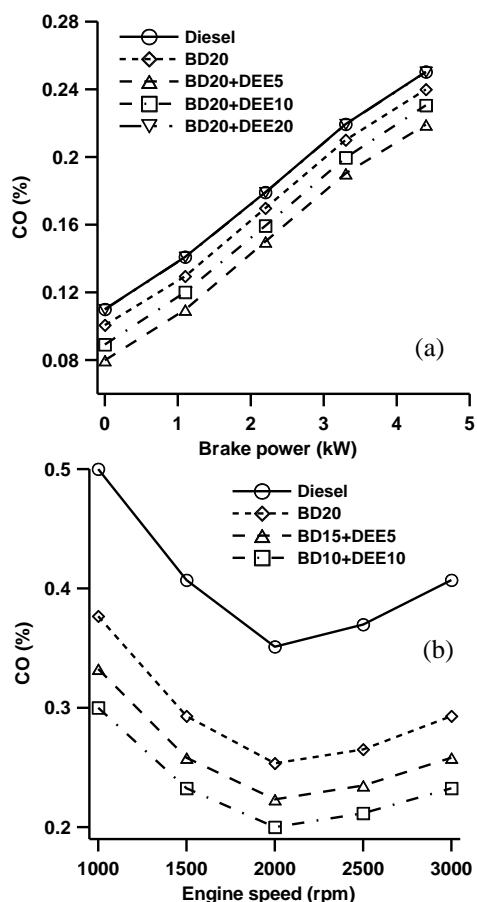 0.28
0.24
0.2
0.16
0.12
0.08
CO (%)
Diesel
BD20
BD20+DEE5
BD20+DEE10
BD20+DEE20
(a)
0 1 2 3 4 5
Brake power (kW)
0.5
0.4
0.3
0.2
CO (%)
Diesel
BD20
BD15+DEE5
BD10+DEE10
(b)
1000 1500 2000 2500 3000
Engine speed (rpm)